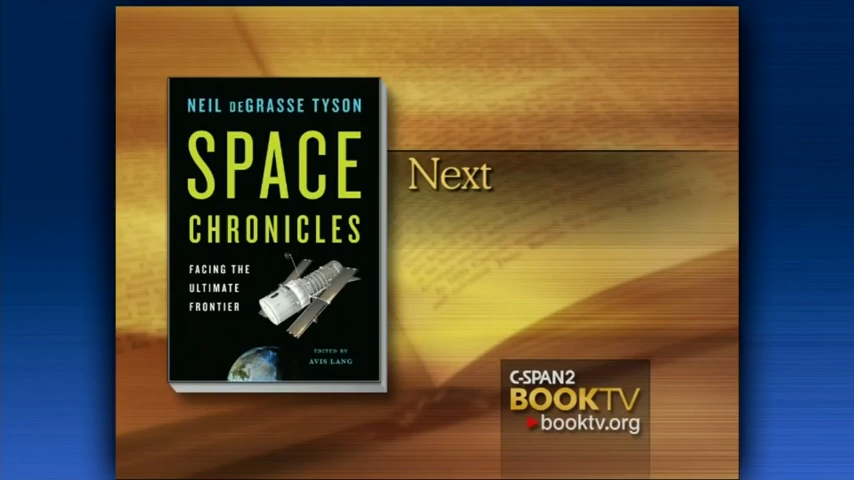 NEIL DEGRASSE TYSON
SPACE
CHRONICLES
FACING THE
ULTIMATE
FRONTIER
EDITED BY
AVIS LANG
Next
C-SPAN2
BOOKTV
booktv.org